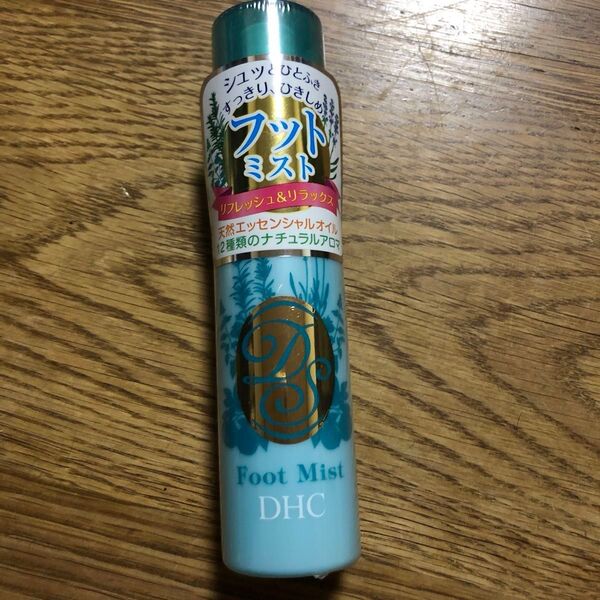 シュッとひとふき
すっきり、ひきしめ
フット
ミスト
リフレッシュ&リラックス
天然エッセンシャルオイル
12種類のナチュラルアロマ
DS
Foot Mist
DHC